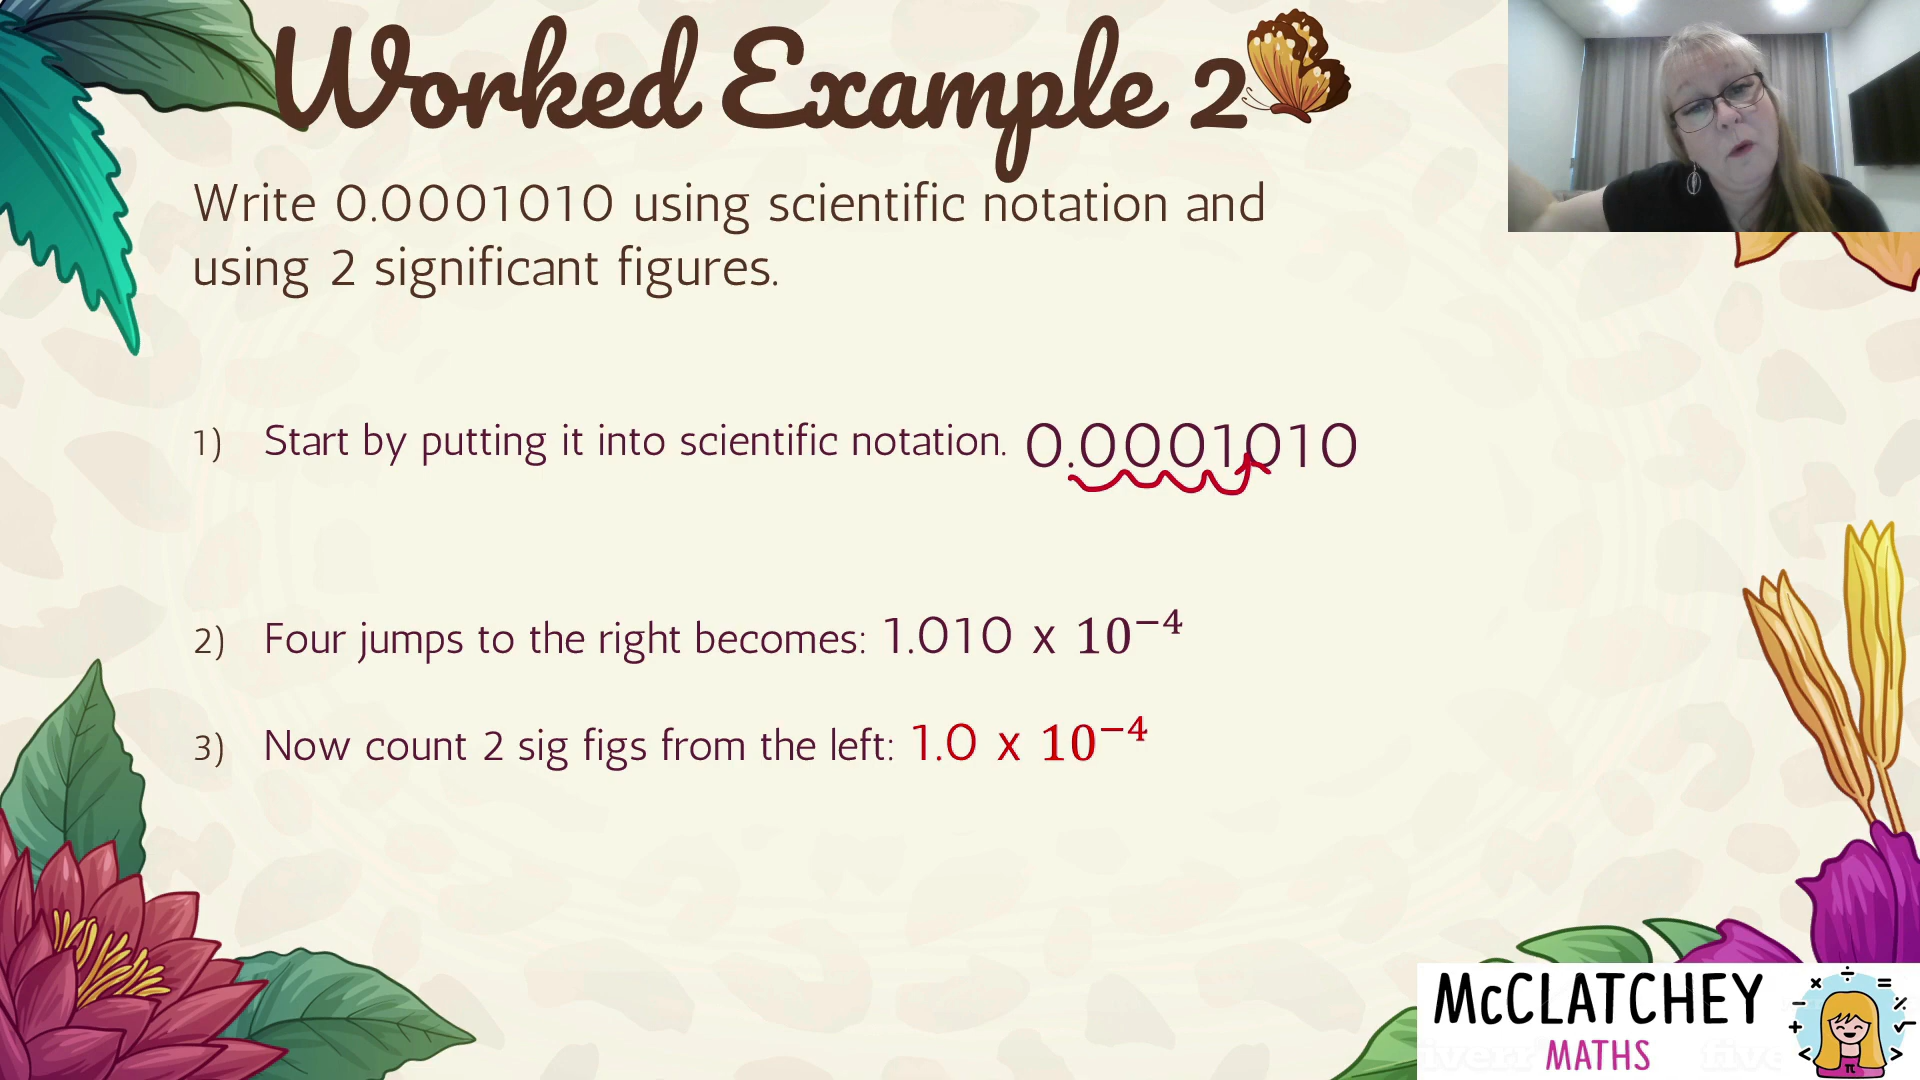 Worked Example 2
Write 0.0001010 using scientific notation and
using 2 significant figures.
1) Start by putting it into scientific notation. 0.0001010
2) Four jumps to the right becomes: 1.010 x 10⁻⁴
3) Now count 2 sig figs from the left: 1.0 x 10⁻⁴
McCLATCHEY
MATHS